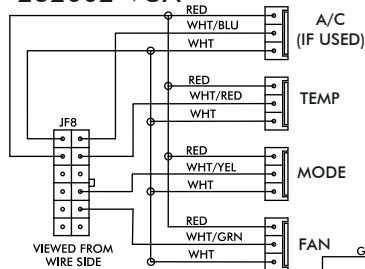 RED
WHT/BLU
WHT
A/C
(IF USED)
RED
WHT/RED
WHT
TEMP
JF8
RED
WHT/YEL
WHT
MODE
RED
WHT/GRN
WHT
FAN
VIEWED FROM
WIRE SIDE
G